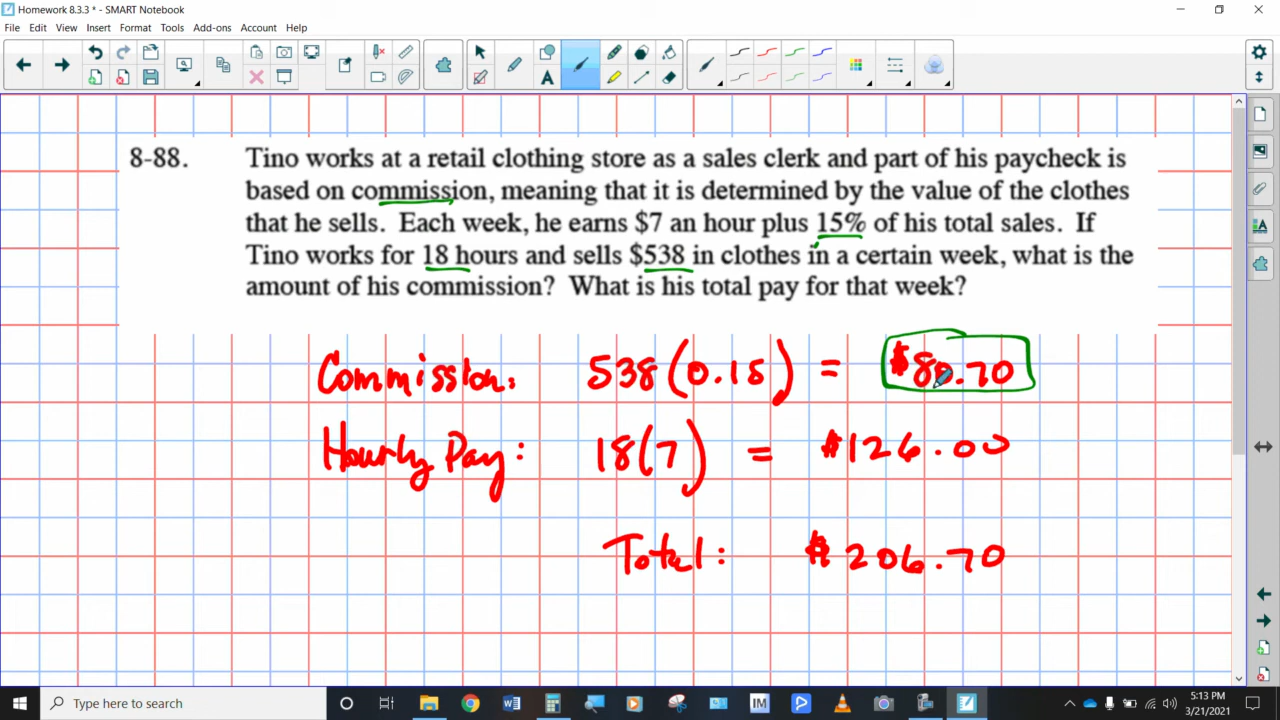 Homework 8.3.3 * - SMART Notebook
File Edit View Insert Format Tools Add-ons Account Help
8-88. Tino works at a retail clothing store as a sales clerk and part of his paycheck is
based on commission, meaning that it is determined by the value of the clothes
that he sells. Each week, he earns $7 an hour plus 15% of his total sales. If
Tino works for 18 hours and sells $538 in clothes in a certain week, what is the
amount of his commission? What is his total pay for that week?
Commission: 538(0.15) = $80.70
Hourly Pay: 18(7) = $126.00
Total: $206.70
Type here to search
5:13 PM
3/21/2021